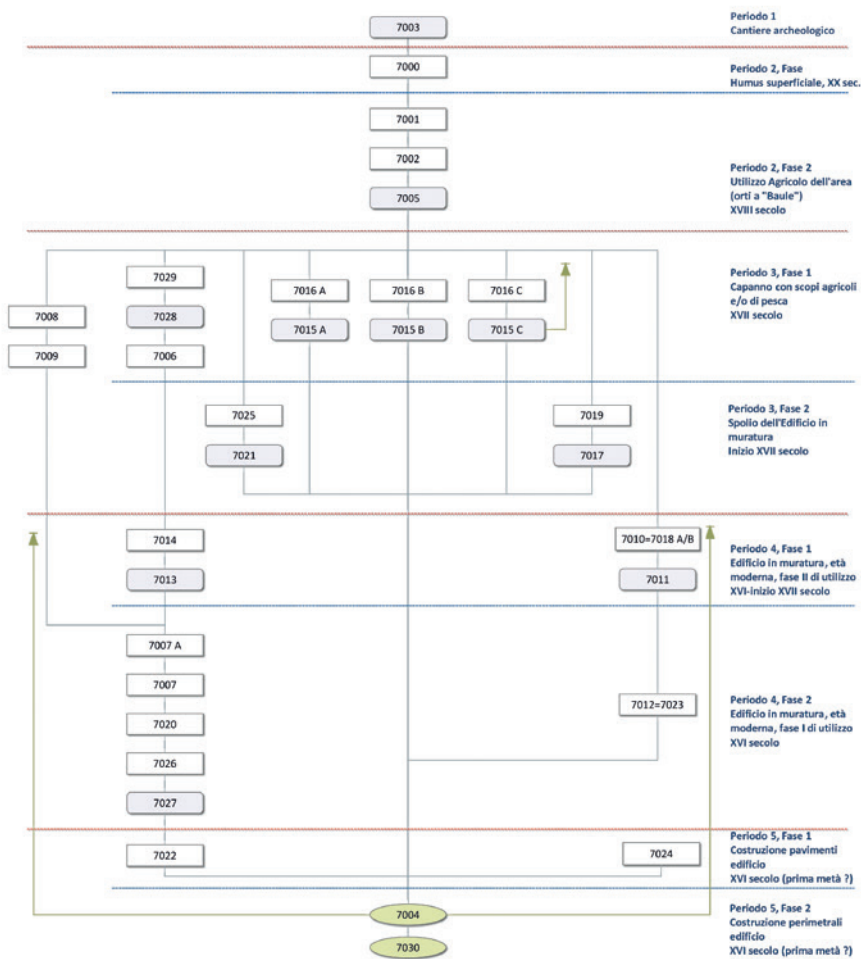 7003
Periodo 1
Cantiere archeologico
7000
Periodo 2, Fase
Humus superficiale, XX sec.
7001
7002
7005
Periodo 2, Fase 2
Utilizzo Agricolo dell'area
(orti a "Baule")
XVIII secolo
7029
7028
7006
7008
7009
7016 A
7015 A
7016 B
7015 B
7016 C
7015 C
Periodo 3, Fase 1
Capanno con scopi agricoli
e/o di pesca
XVII secolo
7025
7021
7019
7017
Periodo 3, Fase 2
Spolio dell'Edificio in
muratura
Inizio XVII secolo
7014
7013
7010=7018 A/B
7011
Periodo 4, Fase 1
Edificio in muratura, età
moderna, fase II di utilizzo
XVI-inizio XVII secolo
7007 A
7007
7020
7026
7027
7012=7023
Periodo 4, Fase 2
Edificio in muratura, età
moderna, fase I di utilizzo
XVI secolo
7022
7024
Periodo 5, Fase 1
Costruzione pavimenti
edificio
XVI secolo (prima metà ?)
7004
7030
Periodo 5, Fase 2
Costruzione perimetrali
edificio
XVI secolo (prima metà ?)